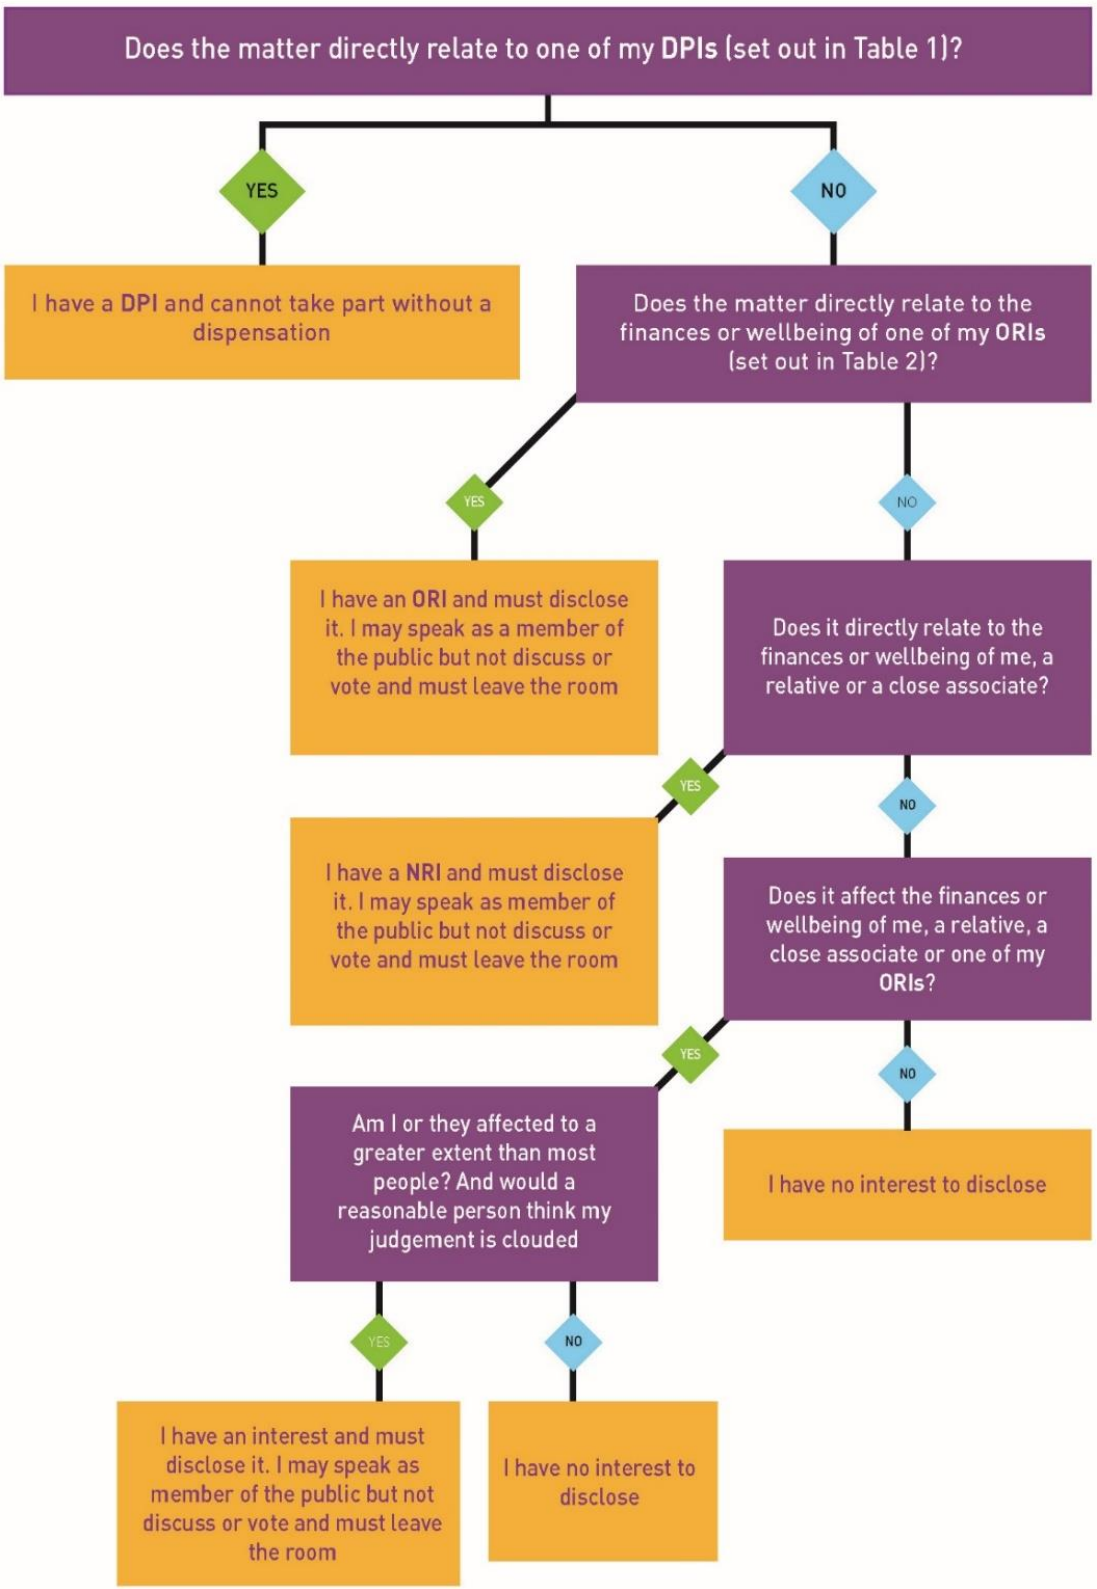 Does the matter directly relate to one of my DPIs (set out in Table 1)?
YES
NO
I have a DPI and cannot take part without a
dispensation
Does the matter directly relate to the
finances or wellbeing of one of my ORIs
(set out in Table 2)?
YES
NO
I have an ORI and must disclose
it. I may speak as a member of
the public but not discuss or
vote and must leave the room
Does it directly relate to the
finances or wellbeing of me, a
relative or a close associate?
YES
NO
I have a NRI and must disclose
it. I may speak as member of
the public but not discuss or
vote and must leave the room
Does it affect the finances or
wellbeing of me, a relative, a
close associate or one of my
ORIs?
YES
NO
Am I or they affected to a
greater extent than most
people? And would a
reasonable person think my
judgement is clouded
I have no interest to disclose
YES
NO
I have an interest and must
disclose it. I may speak as
member of the public but not
discuss or vote and must leave
the room
I have no interest to
disclose